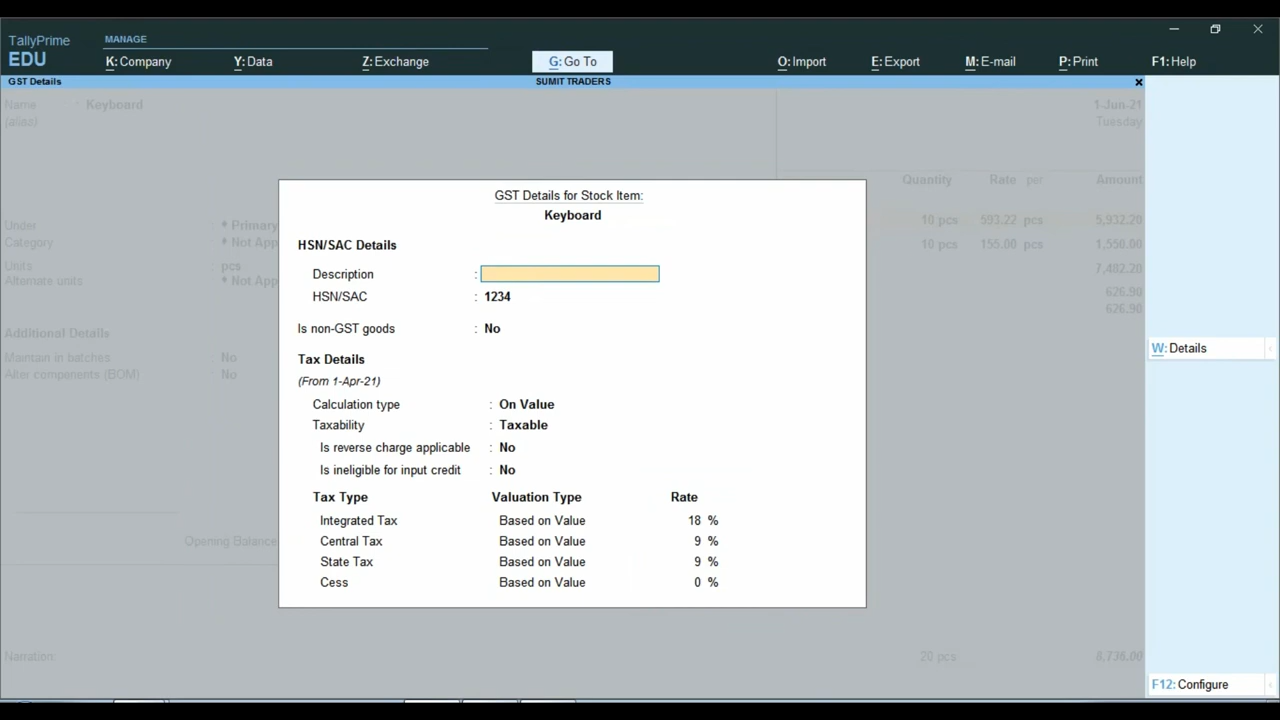 TallyPrime
EDU
MANAGE
K: Company
Y: Data
Z: Exchange
G: Go To
O: Import
E: Export
M: E-mail
P: Print
F1: Help
GST Details
SUMIT TRADERS
x
Name : Keyboard
(alias)
1-Jun-21
Tuesday
Quantity Rate per Amount
Under : ♦ Primary
Category : ♦ Not App
Units : pcs
Alternate units : ♦ Not App
10 pcs 593.22 pcs 5,932.20
10 pcs 155.00 pcs 1,550.00
7,482.20
626.90
626.90
Additional Details
Maintain in batches : No
Alter components (BOM) : No
Opening Balance
Narration:
20 pcs 8,736.00
GST Details for Stock Item:
Keyboard
HSN/SAC Details
Description :
HSN/SAC : 1234
Is non-GST goods : No
Tax Details
(From 1-Apr-21)
Calculation type : On Value
Taxability : Taxable
Is reverse charge applicable : No
Is ineligible for input credit : No
Tax Type Valuation Type Rate
Integrated Tax Based on Value 18 %
Central Tax Based on Value 9 %
State Tax Based on Value 9 %
Cess Based on Value 0 %
W: Details
F12: Configure